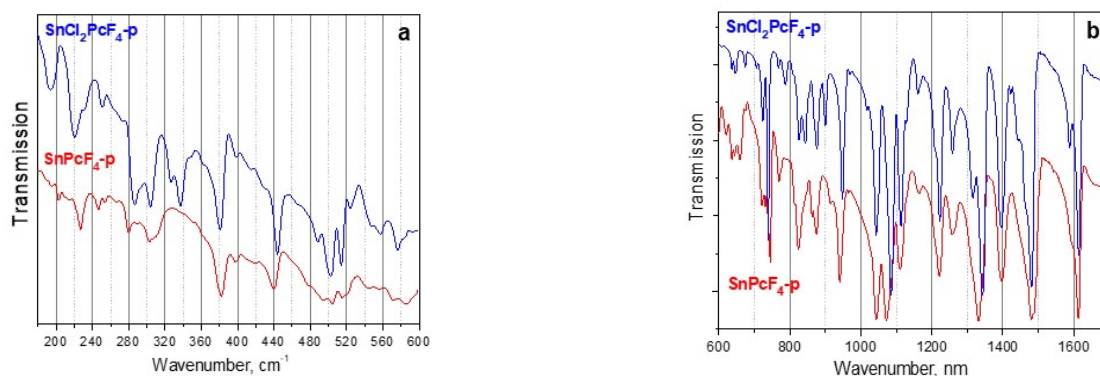 SnCl₂PcF₄-p
a
SnPcF₄-p
Transmission
200 240 280 320 360 400 440 480 520 560 600
Wavenumber, cm⁻¹
SnCl₂PcF₄-p
b
Transmission
SnPcF₄-p
600 800 1000 1200 1400 1600
Wavenumber, nm